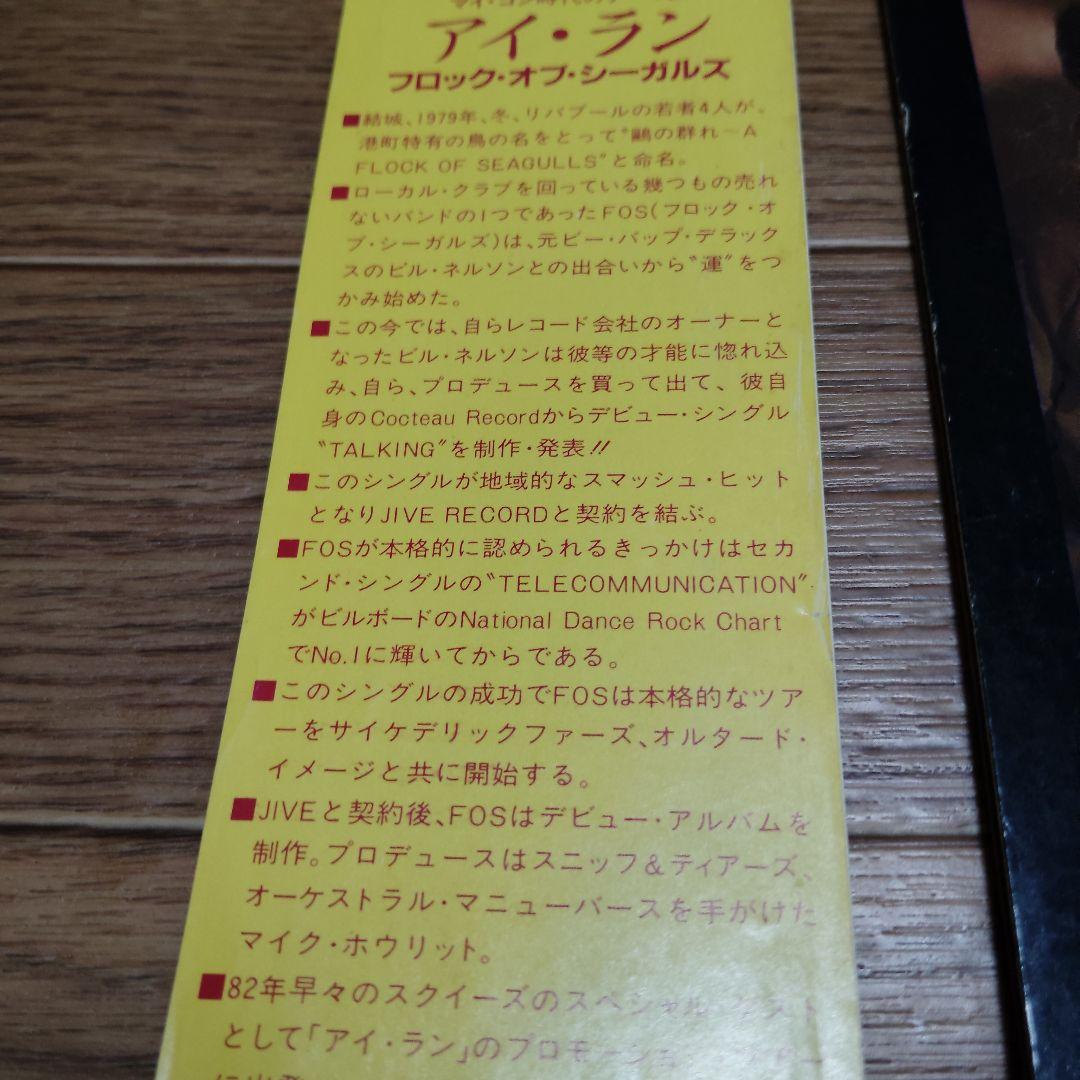 マイ・コン時代の
アイ・ラン
フロック・オブ・シーガルズ
■結城、1979年、冬、リバプールの若者4人が、
港町特有の鳥の名をとって“鷗の群れ－A
FLOCK OF SEAGULLS”と命名。
■ローカル・クラブを回っている幾つもの売れ
ないバンドの1つであったFOS(フロック・オ
ブ・シーガルズ)は、元ビー・バップ・デラック
スのビル・ネルソンとの出合いから“運”をつ
かみ始めた。
■この今では、自らレコード会社のオーナーと
なったビル・ネルソンは彼等の才能に惚れ込
み、自ら、プロデュースを買って出て、彼自
身のCocteau Recordからデビュー・シングル
“TALKING”を制作・発表!!
■このシングルが地域的なスマッシュ・ヒット
となりJIVE RECORDと契約を結ぶ。
■FOSが本格的に認められるきっかけはセカ
ンド・シングルの“TELECOMMUNICATION”
がビルボードのNational Dance Rock Chart
でNo.1に輝いてからである。
■このシングルの成功でFOSは本格的なツア
ーをサイケデリックファーズ、オルタード・
イメージと共に開始する。
■JIVEと契約後、FOSはデビュー・アルバムを
制作。プロデュースはスニッフ&ティアーズ、
オーケストラル・マニューバースを手がけた
マイク・ホウリット。
■82年早々のスクイーズのスペシャル・ゲスト
として「アイ・ラン」のプロモーション